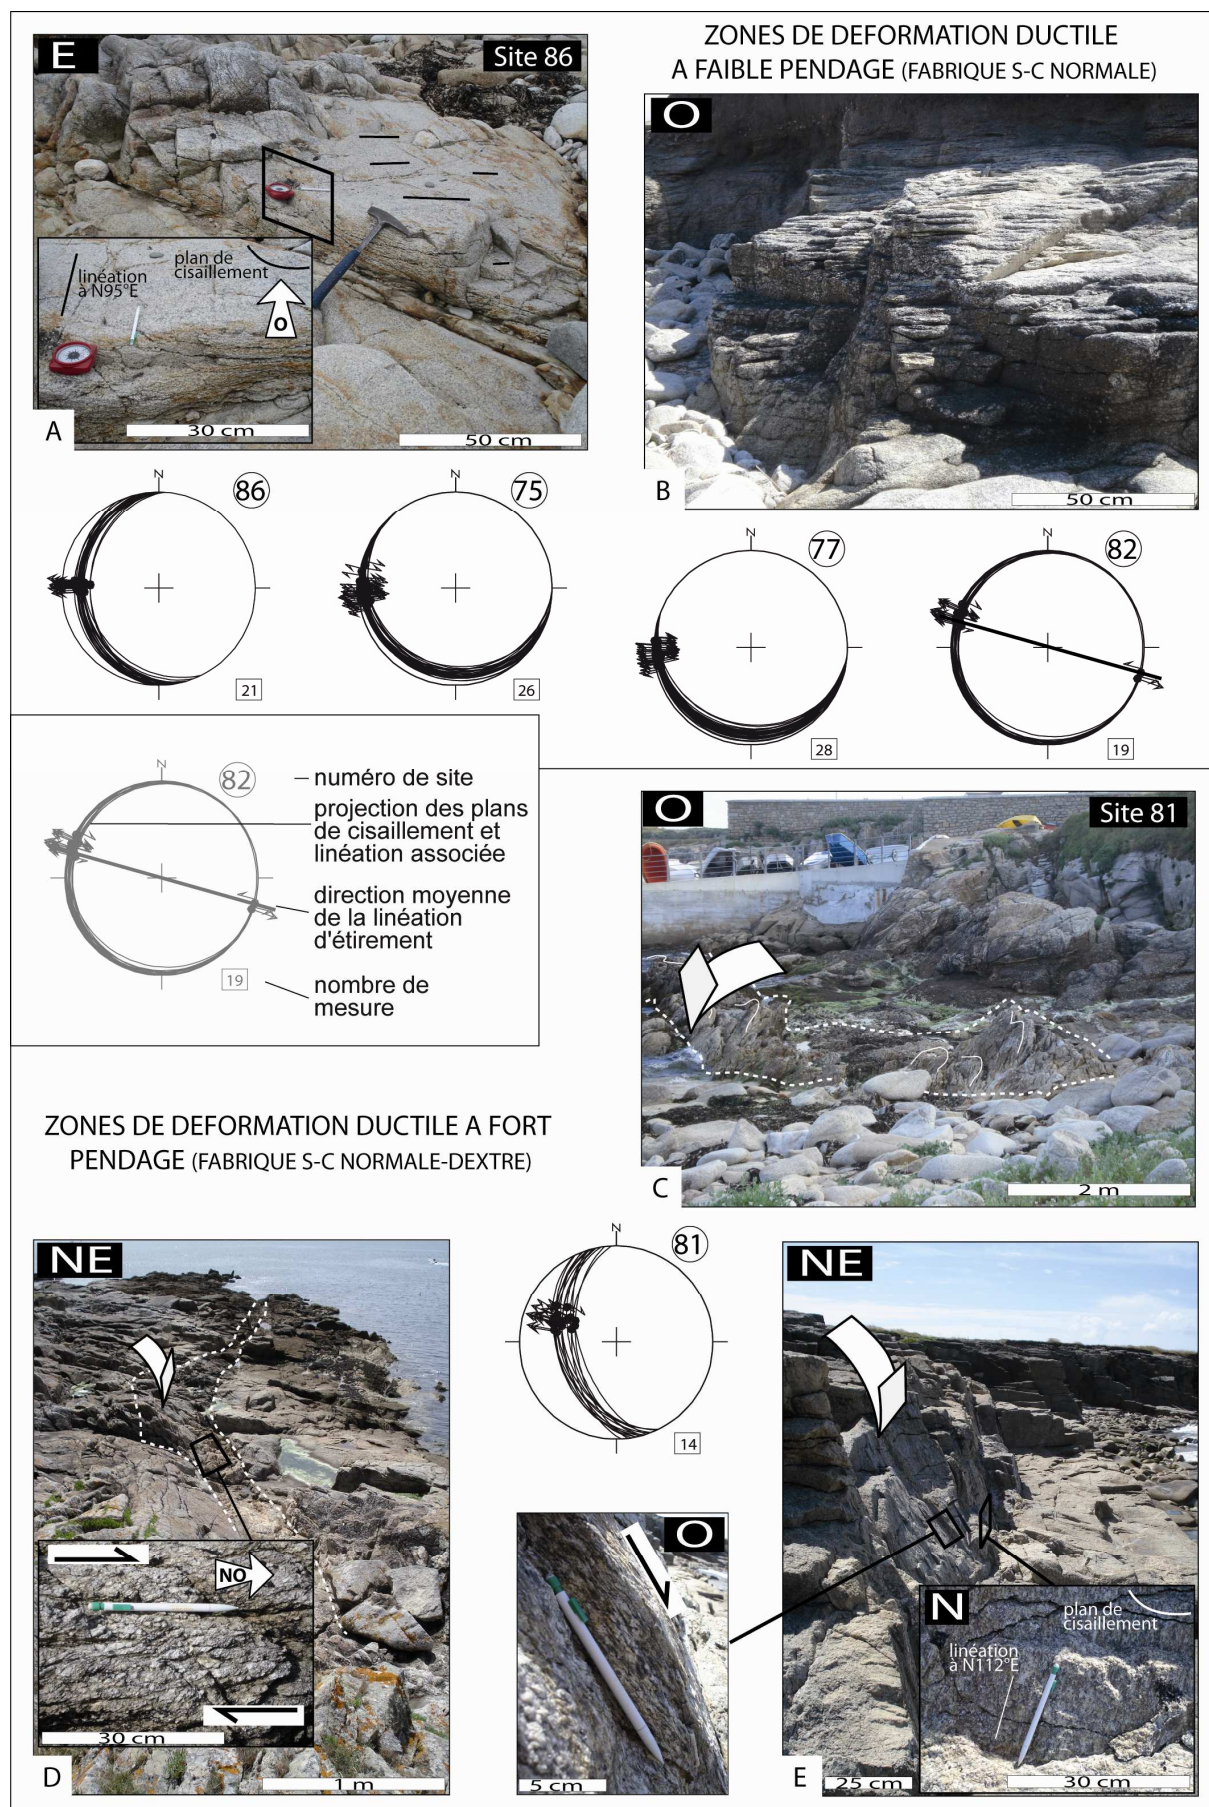 ZONES DE DEFORMATION DUCTILE
A FAIBLE PENDAGE (FABRIQUE S-C NORMALE)
E
Site 86
linéation
à N95°E
plan de
cisaillement
O
30 cm
50 cm
A
O
50 cm
B
N
86
21
N
75
26
N
77
28
N
82
19
N
82
19
numéro de site
projection des plans
de cisaillement et
linéation associée
direction moyenne
de la linéation
d'étirement
nombre de
mesure
O
Site 81
2 m
C
ZONES DE DEFORMATION DUCTILE A FORT
PENDAGE (FABRIQUE S-C NORMALE-DEXTRE)
NE
NO
30 cm
1 m
D
N
81
14
O
5 cm
NE
N
plan de
cisaillement
linéation
à N112°E
30 cm
25 cm
E